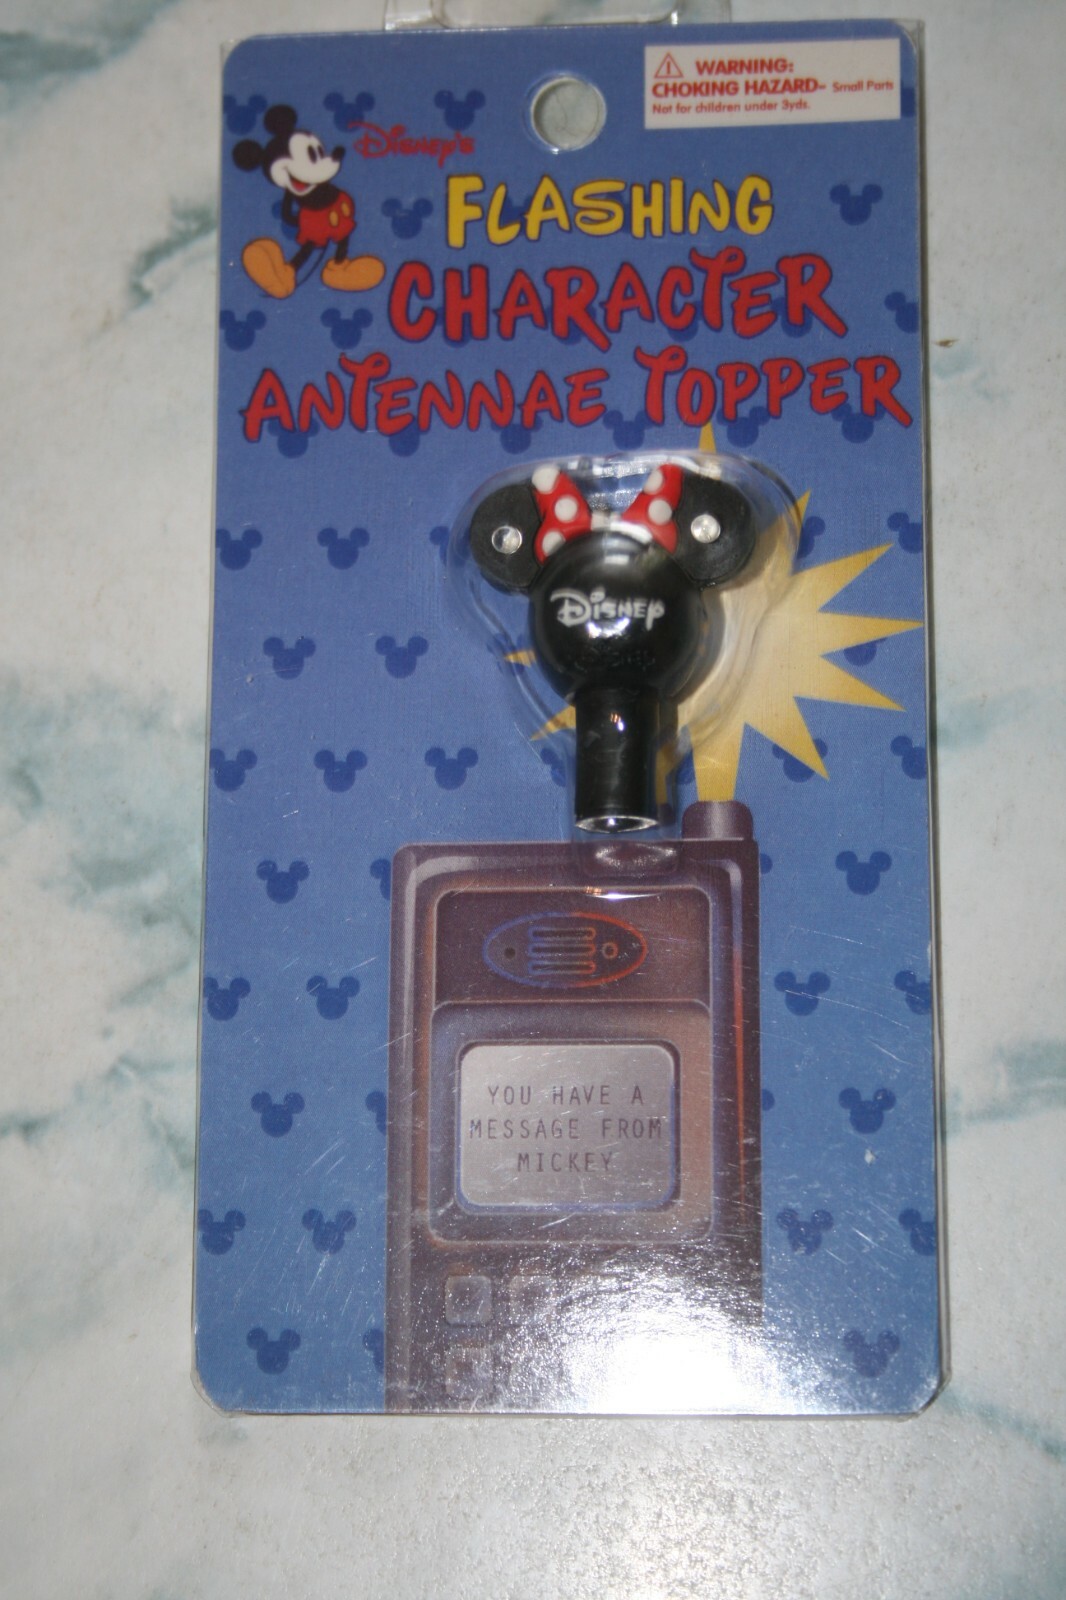 WARNING:
CHOKING HAZARD- Small Parts
Not for children under 3yds.
DISNEY'S
FLASHING
CHARACTER
ANTENNAE TOPPER
DISNEY
YOU HAVE A
MESSAGE FROM
MICKEY